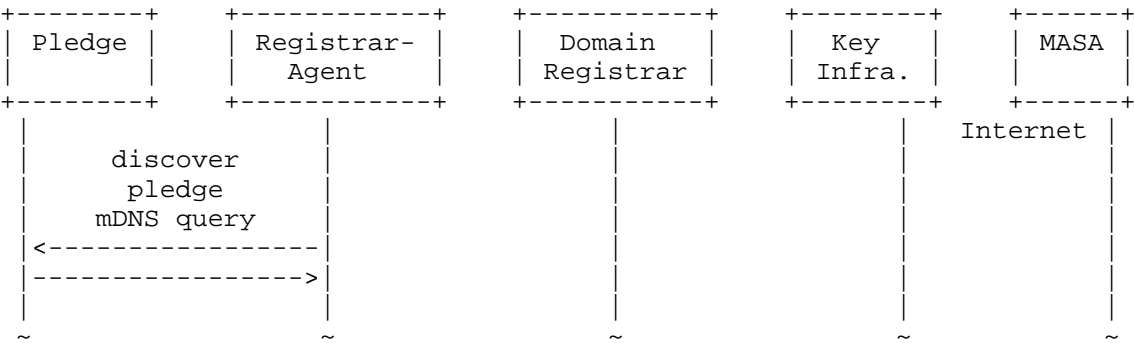 +--------+    +------------+    +-----------+    +--------+    +------+
| Pledge |    | Registrar- |    |  Domain   |    |  Key   |    | MASA |
|        |    |   Agent    |    | Registrar |    | Infra. |    |      |
+--------+    +------------+    +-----------+    +--------+    +------+
 |                  |                 |                 |   Internet |
 |     discover     |                 |                 |            |
 |      pledge      |                 |                 |            |
 |    mDNS query    |                 |                 |            |
 |<-----------------|                 |                 |            |
 |----------------->|                 |                 |            |
 |                  |                 |                 |            |
 ~                  ~                 ~                 ~            ~